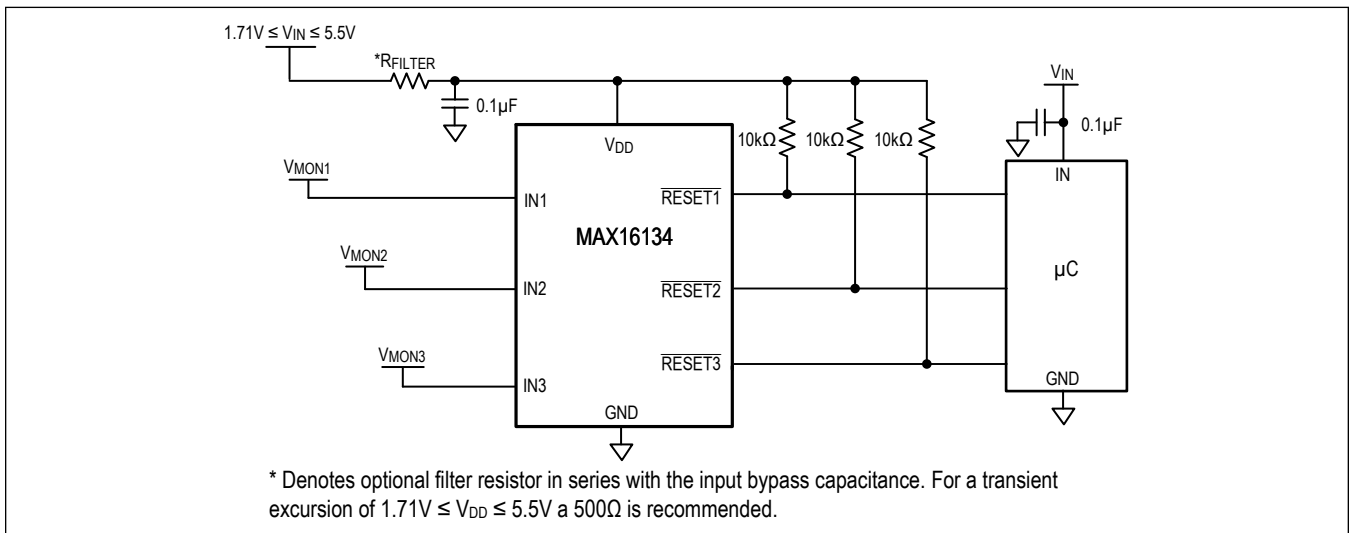 1.71V ≤ VIN ≤ 5.5V
*RFILTER
0.1µF
VIN
0.1µF
10kΩ 10kΩ 10kΩ
VDD
IN
VMON1
IN1
RESET1
MAX16134
µC
VMON2
IN2
RESET2
VMON3
IN3
RESET3
GND
GND
* Denotes optional filter resistor in series with the input bypass capacitance. For a transient
excursion of 1.71V ≤ VDD ≤ 5.5V a 500Ω is recommended.